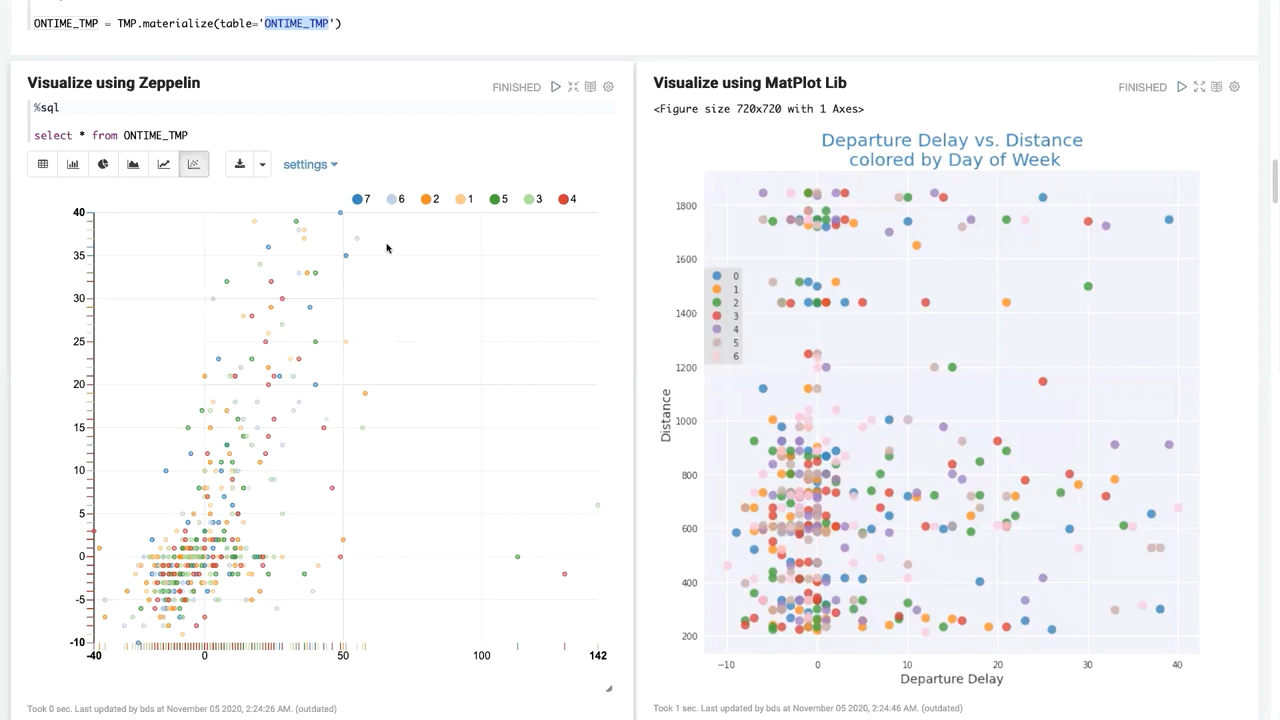 ONTIME_TMP = TMP.materialize(table='ONTIME_TMP')
Visualize using Zeppelin
FINISHED
%sql
select * from ONTIME_TMP
settings
7 6 2 1 5 3 4
40
35
30
25
20
15
10
5
0
-5
-10
-40 0 50 100 142
Took 0 sec. Last updated by bds at November 05 2020, 2:24:26 AM. (outdated)
Visualize using MatPlot Lib
FINISHED
<Figure size 720x720 with 1 Axes>
Departure Delay vs. Distance
colored by Day of Week
1800
1600
1400
1200
1000
800
600
400
200
Distance
0
1
2
3
4
5
6
−10 0 10 20 30 40
Departure Delay
Took 1 sec. Last updated by bds at November 05 2020, 2:24:46 AM. (outdated)